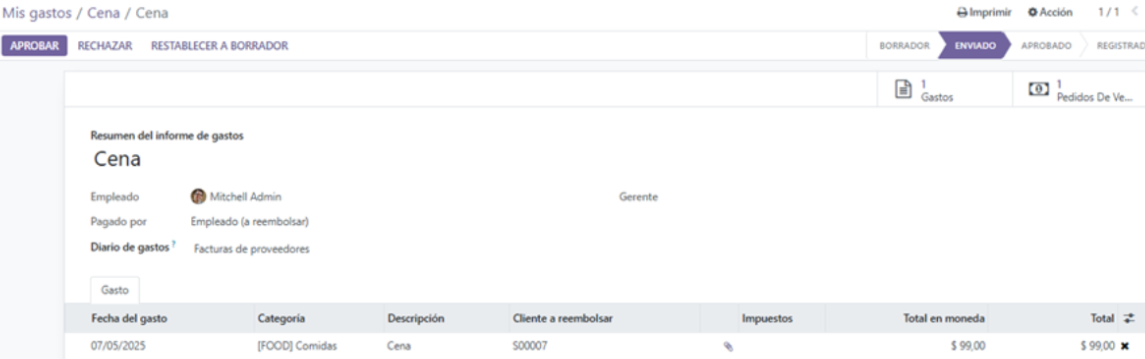 Mis gastos / Cena / Cena
Imprimir Acción 1 / 1
APROBAR RECHAZAR RESTABLECER A BORRADOR BORRADOR ENVIADO APROBADO REGISTRAD
1 Gastos 1 Pedidos De Ve...
Resumen del informe de gastos
Cena
Empleado Mitchell Admin Gerente
Pagado por Empleado (a reembolsar)
Diario de gastos ? Facturas de proveedores
Gasto
Fecha del gasto Categoría Descripción Cliente a reembolsar Impuestos Total en moneda Total
07/05/2025 [FOOD] Comidas Cena S00007 $ 99,00 $ 99,00